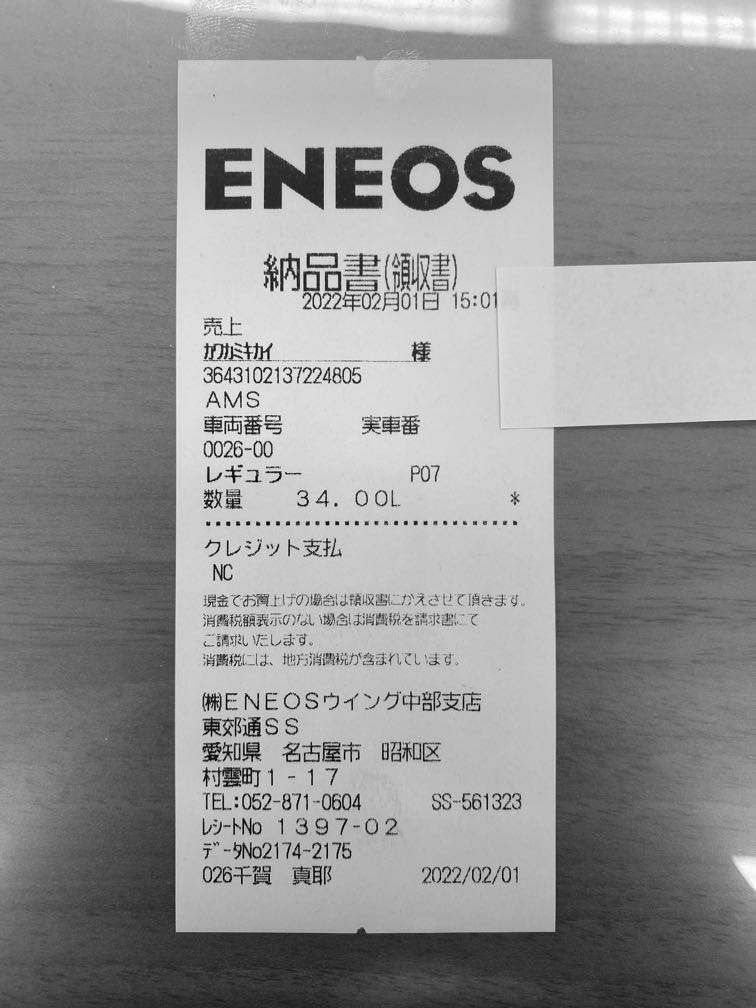 ENEOS
納品書(領収書)
2022年02月01日 15:01
売上
ｶﾜｶﾐｷｶｲ 様
3643102137224805
ＡＭＳ
車両番号 実車番
0026-00
レギュラー P07
数量 ３４．００L *
クレジット支払
NC
現金でお買上げの場合は領収書にかえさせて頂きます。
消費税額表示のない場合は消費税を請求書にて
ご請求いたします。
消費税には、地方消費税が含まれています。
㈱ＥＮＥＯＳウイング中部支店
東郊通ＳＳ
愛知県 名古屋市 昭和区
村雲町１－１７
TEL:052-871-0604 SS-561323
ﾚｼｰﾄNo １３９７-０２
ﾃﾞｰﾀNo2174-2175
026千賀 真耶 2022/02/01